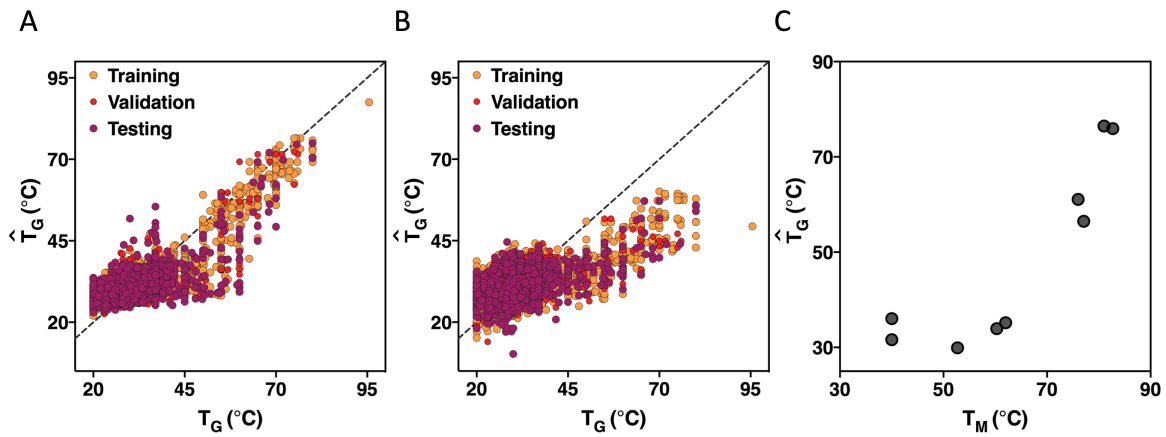 A
Training
Validation
Testing
95
70
45
20
T̂G (°C)
20
45
70
95
TG (°C)
B
Training
Validation
Testing
95
70
45
20
T̂G (°C)
20
45
70
95
TG (°C)
C
90
70
50
30
T̂G (°C)
30
50
70
90
TM (°C)